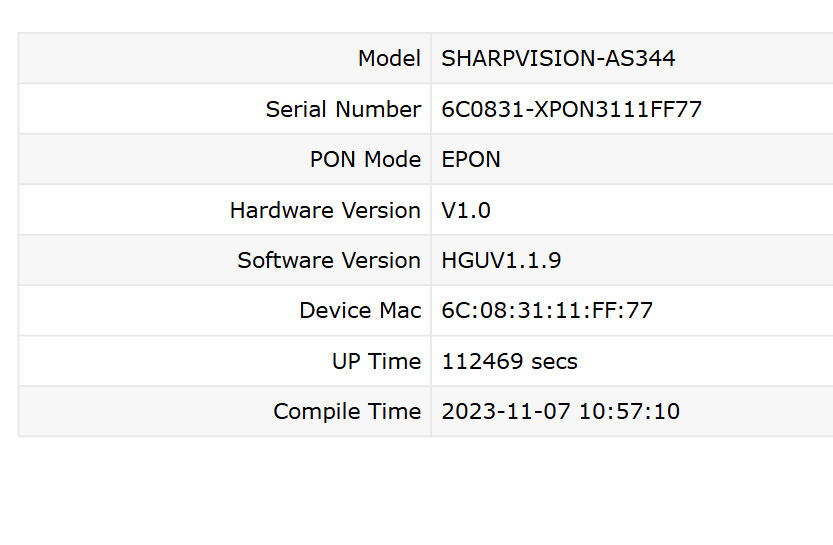 Model SHARPVISION-AS344
Serial Number 6C0831-XPON3111FF77
PON Mode EPON
Hardware Version V1.0
Software Version HGUV1.1.9
Device Mac 6C:08:31:11:FF:77
UP Time 112469 secs
Compile Time 2023-11-07 10:57:10